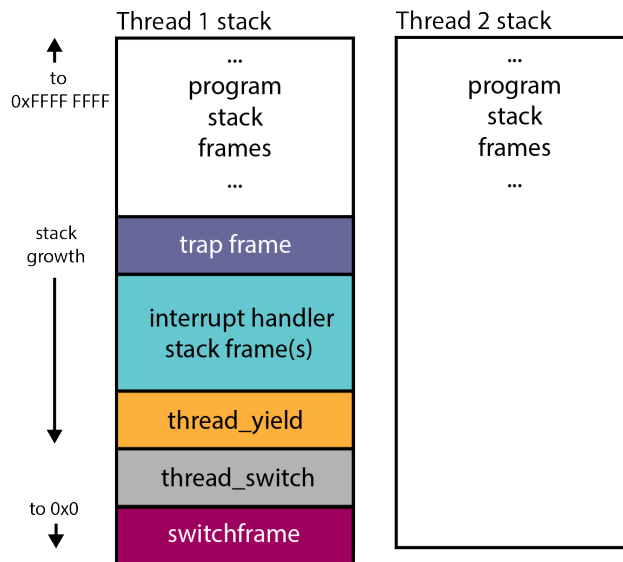 Thread 1 stack
Thread 2 stack
to
0xFFFF FFFF
...
program
stack
frames
...
...
program
stack
frames
...
stack
growth
trap frame
interrupt handler
stack frame(s)
thread_yield
thread_switch
to 0x0
switchframe